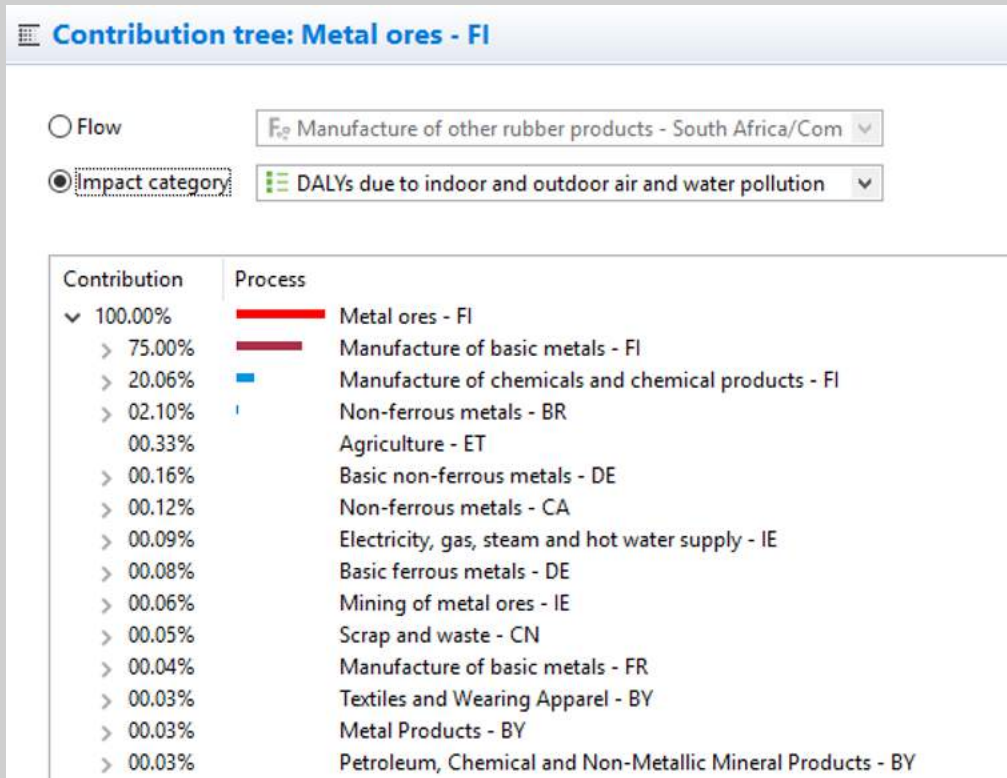 Contribution tree: Metal ores - FI
Flow
Manufacture of other rubber products - South Africa/Com
Impact category
DALYs due to indoor and outdoor air and water pollution
Contribution Process
100.00% Metal ores - FI
75.00% Manufacture of basic metals - FI
20.06% Manufacture of chemicals and chemical products - FI
02.10% Non-ferrous metals - BR
00.33% Agriculture - ET
00.16% Basic non-ferrous metals - DE
00.12% Non-ferrous metals - CA
00.09% Electricity, gas, steam and hot water supply - IE
00.08% Basic ferrous metals - DE
00.06% Mining of metal ores - IE
00.05% Scrap and waste - CN
00.04% Manufacture of basic metals - FR
00.03% Textiles and Wearing Apparel - BY
00.03% Metal Products - BY
00.03% Petroleum, Chemical and Non-Metallic Mineral Products - BY